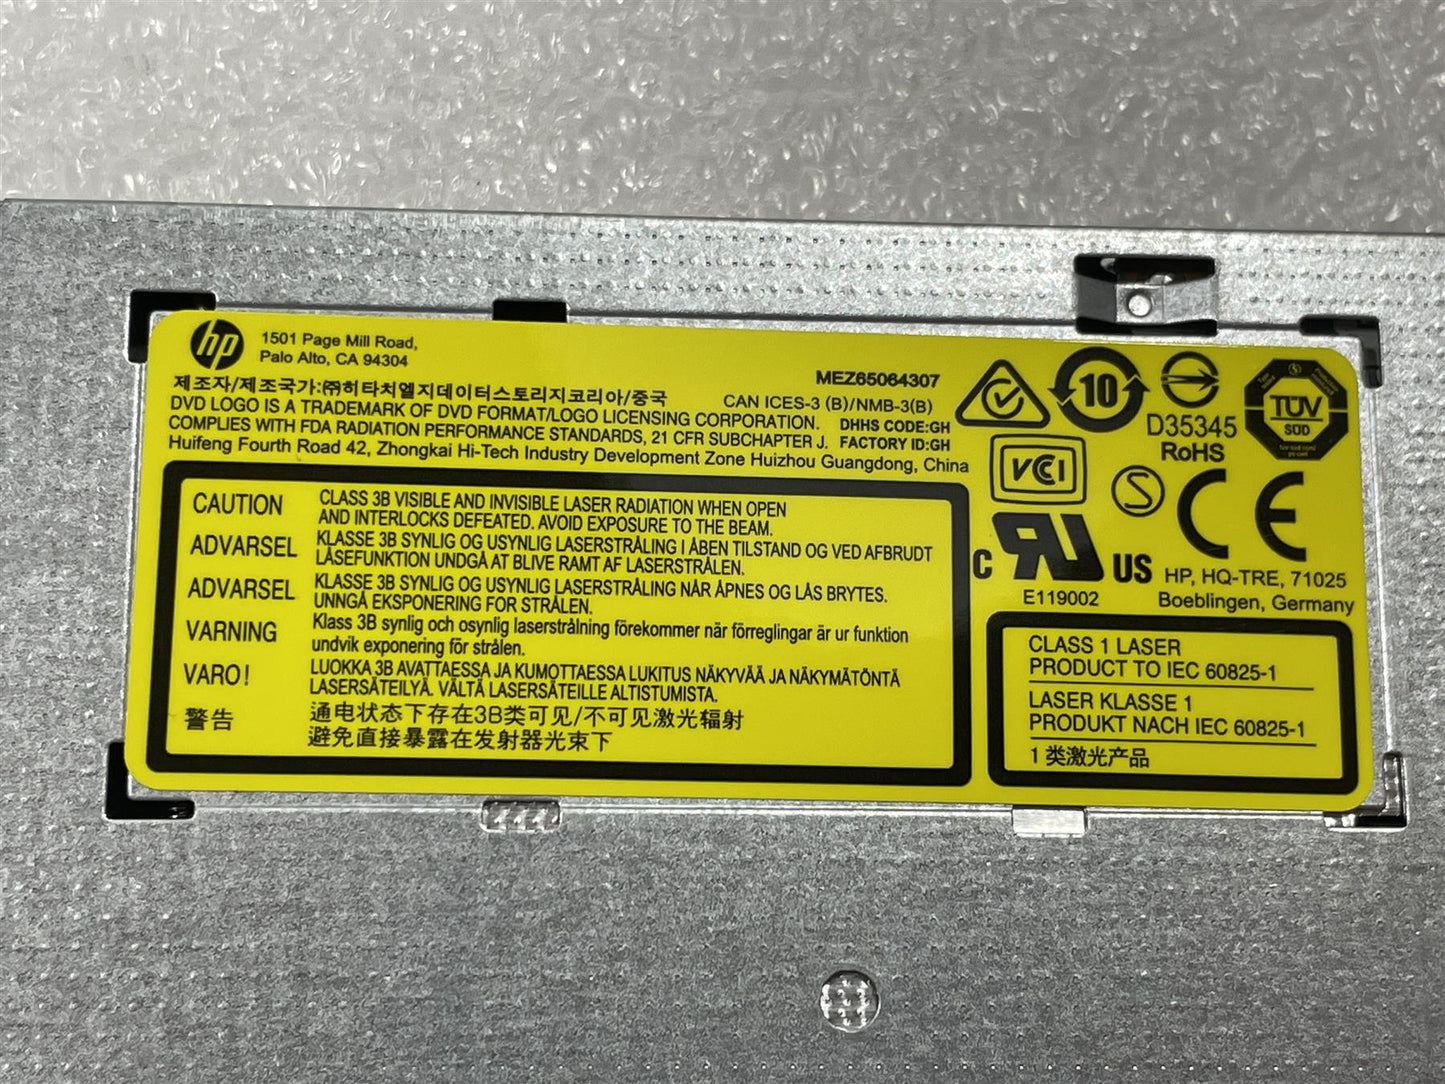 hp
1501 Page Mill Road,
Palo Alto, CA 94304
제조자/제조국가:㈜히타치엘지데이터스토리지코리아/중국
MEZ65064307
CAN ICES-3 (B)/NMB-3(B)
DVD LOGO IS A TRADEMARK OF DVD FORMAT/LOGO LICENSING CORPORATION. DHHS CODE:GH
COMPLIES WITH FDA RADIATION PERFORMANCE STANDARDS, 21 CFR SUBCHAPTER J. FACTORY ID:GH
Huifeng Fourth Road 42, Zhongkai Hi-Tech Industry Development Zone Huizhou Guangdong, China
10
D35345
RoHS
TÜV
SÜD
VCI
S
CE
C UR US
E119002
HP, HQ-TRE, 71025
Boeblingen, Germany
CAUTION CLASS 3B VISIBLE AND INVISIBLE LASER RADIATION WHEN OPEN
AND INTERLOCKS DEFEATED. AVOID EXPOSURE TO THE BEAM.
ADVARSEL KLASSE 3B SYNLIG OG USYNLIG LASERSTRÅLING I ÅBEN TILSTAND OG VED AFBRUDT
LÅSEFUNKTION UNDGÅ AT BLIVE RAMT AF LASERSTRÅLEN.
ADVARSEL KLASSE 3B SYNLIG OG USYNLIG LASERSTRÅLING NÅR ÅPNES OG LÅS BRYTES.
UNNGÅ EKSPONERING FOR STRÅLEN.
VARNING Klass 3B synlig och osynlig laserstrålning förekommer när förreglingar är ur funktion
undvik exponering för strålen.
VARO! LUOKKA 3B AVATTAESSA JA KUMOTTAESSA LUKITUS NÄKYVÄÄ JA NÄKYMÄTÖNTÄ
LASERSÄTEILYÄ. VÄLTÄ LASERSÄTEILLE ALTISTUMISTA.
警告 通电状态下存在3B类可见/不可见激光辐射
避免直接暴露在发射器光束下
CLASS 1 LASER
PRODUCT TO IEC 60825-1
LASER KLASSE 1
PRODUKT NACH IEC 60825-1
1 类激光产品